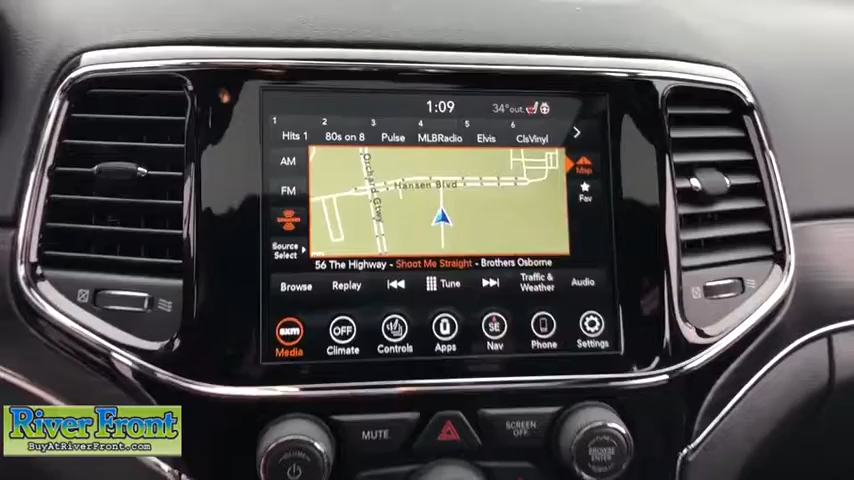 1:09
34° out
1 2 3 4 5 6
Hits 1 80s on 8 Pulse MLBRadio Elvis ClsVinyl
AM
FM
Source Select
Orchard Gtwy
Hansen Blvd
Map
Fav
56 The Highway - Shoot Me Straight - Brothers Osborne
Browse Replay Tune Traffic & Weather Audio
sxm
OFF
SE
Media Climate Controls Apps Nav Phone Settings
MUTE
SCREEN OFF
VOLUME
BROWSE
ENTER
River Front
BuyAtRiverFront.com